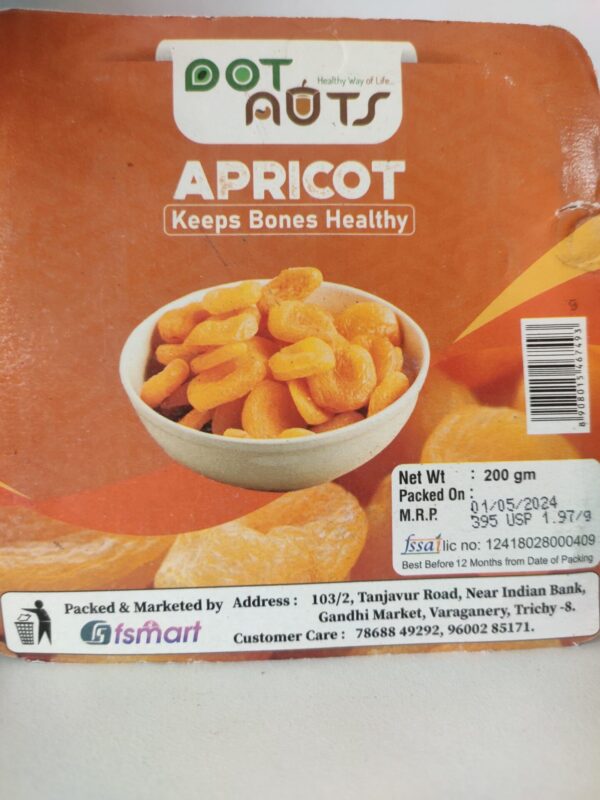 DOT
Healthy Way of Life...
NUTS
APRICOT
Keeps Bones Healthy
8908015467493
Net Wt : 200 gm
Packed On : 01/05/2024
M.R.P. 395 USP 1.97/g
fssai lic no: 12418028000409
Best Before 12 Months from Date of Packing
Packed & Marketed by
fsmart
Address : 103/2, Tanjavur Road, Near Indian Bank,
Gandhi Market, Varaganery, Trichy -8.
Customer Care : 78688 49292, 96002 85171.